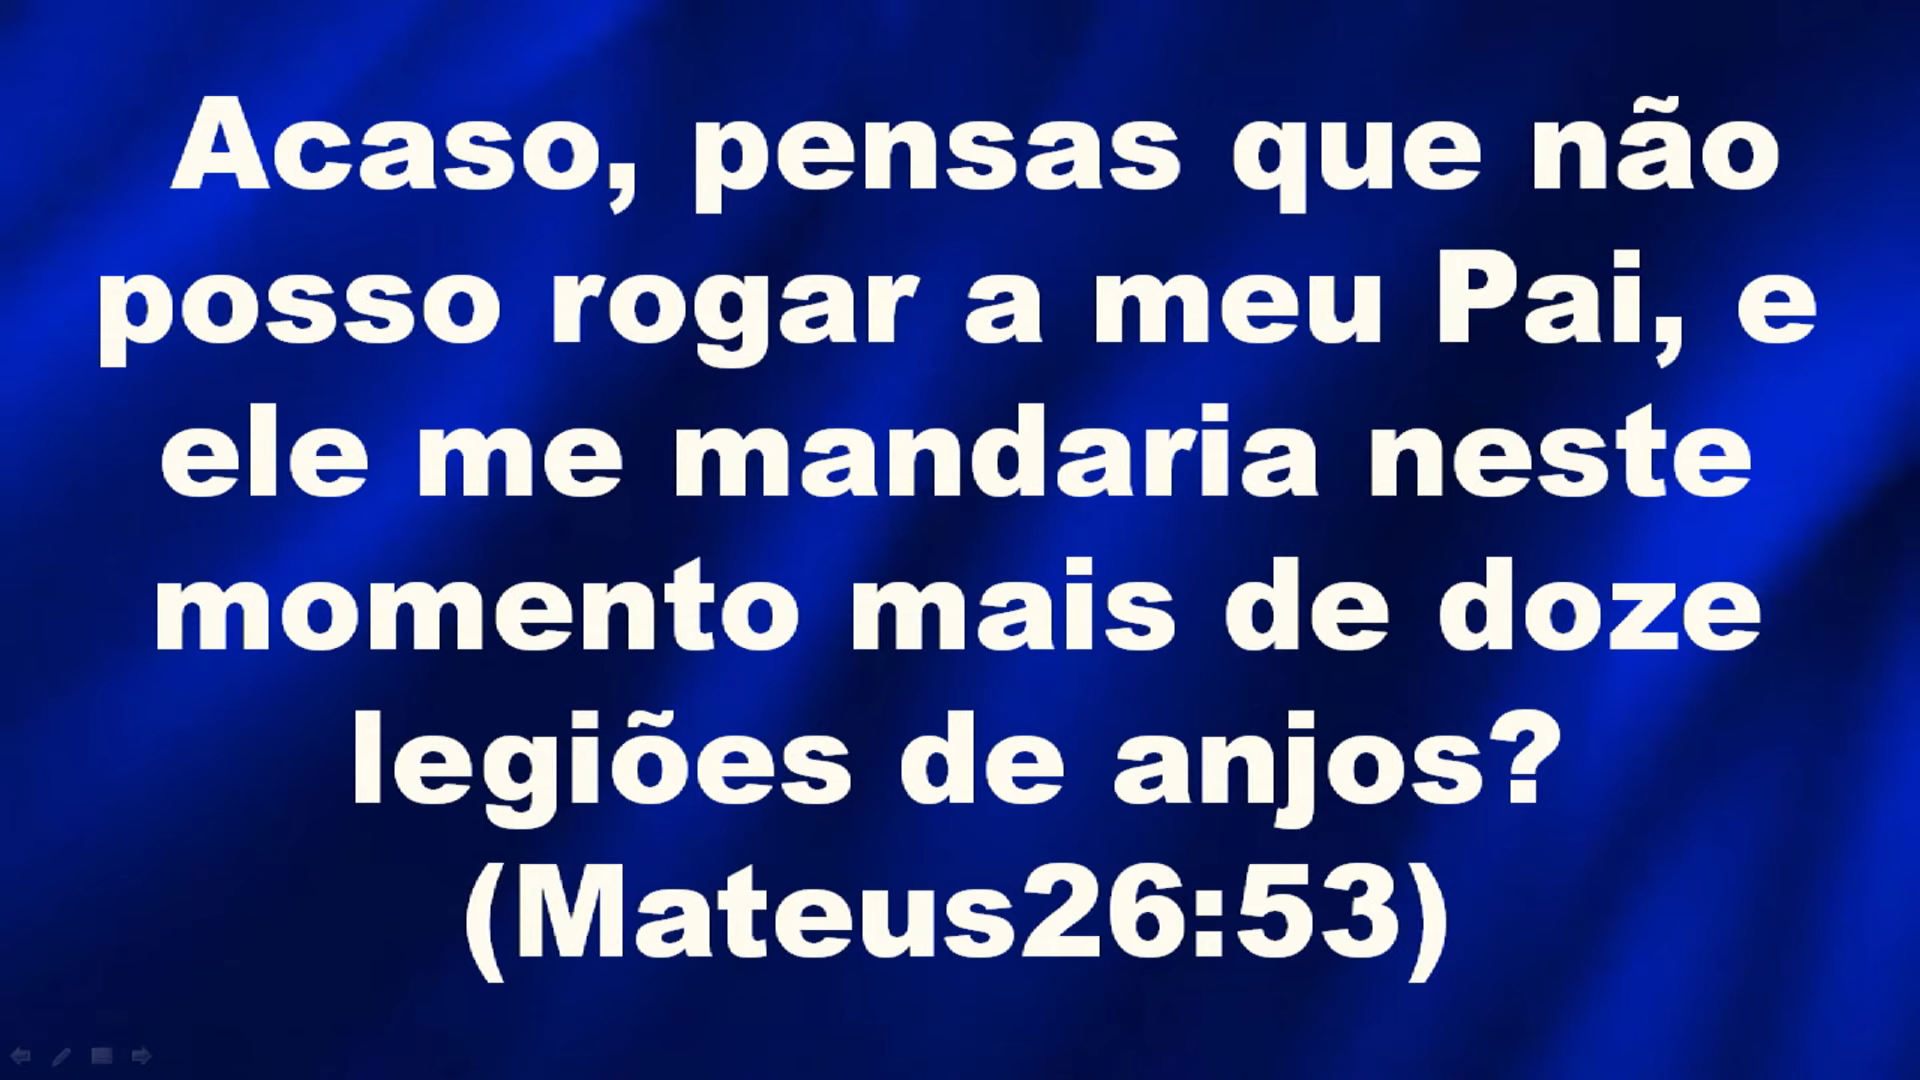 Acaso, pensas que não
posso rogar a meu Pai, e
ele me mandaria neste
momento mais de doze
legiões de anjos?
(Mateus26:53)